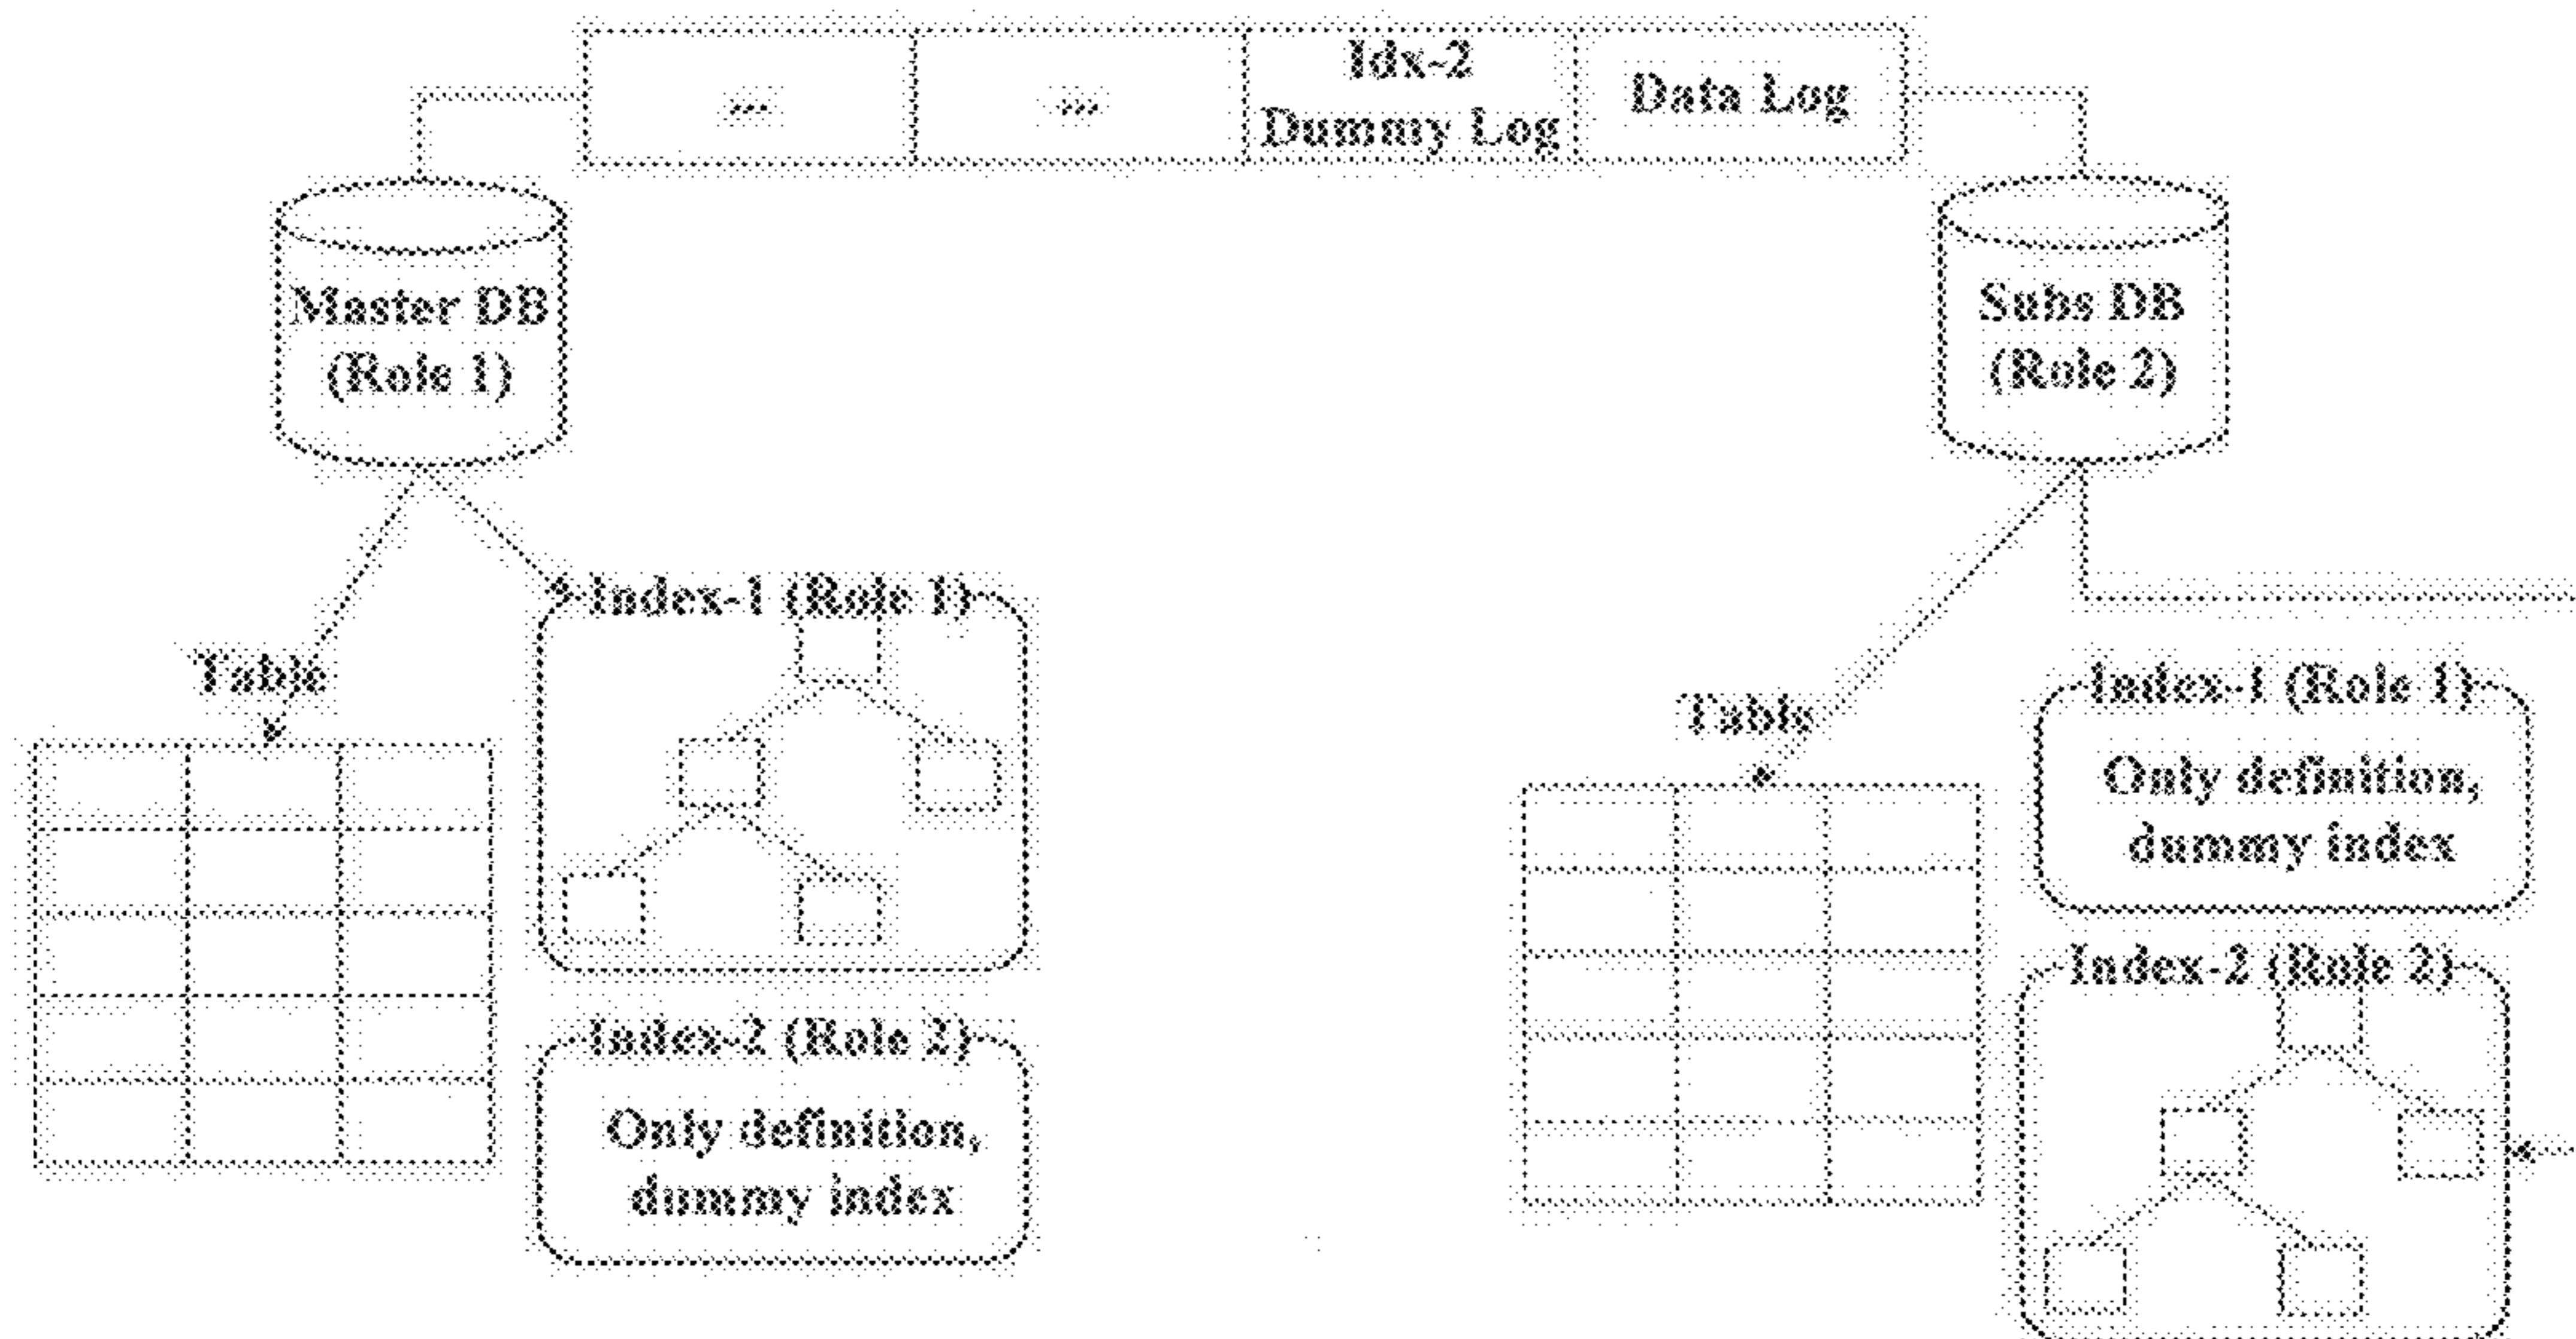 ...
...
Idx-2
Dummy Log
Data Log
Master DB
(Role 1)
Subs DB
(Role 2)
Table
Index-1 (Role 1)
Index-2 (Role 2)
Only definition,
dummy index
Table
Index-1 (Role 1)
Only definition,
dummy index
Index-2 (Role 2)